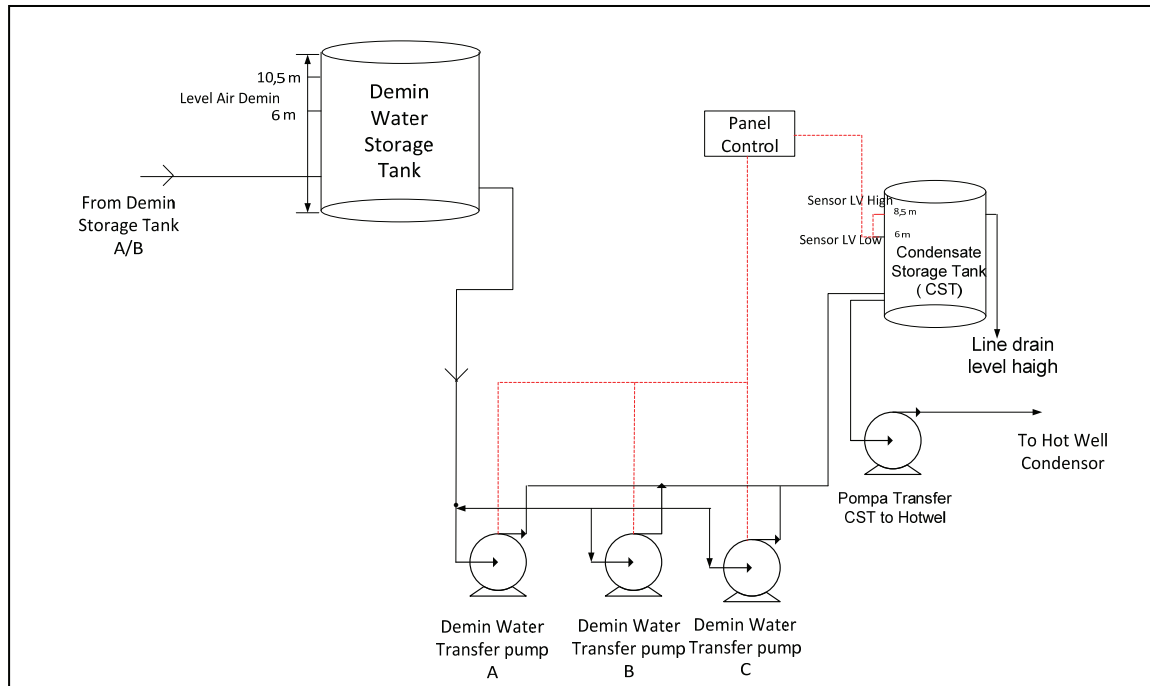 10,5 m
Level Air Demin
6 m
Demin
Water
Storage
Tank
From Demin
Storage Tank
A/B
Panel
Control
Sensor LV High
8,5 m
Sensor LV Low
6 m
Condensate
Storage Tank
( CST)
Line drain
level haigh
To Hot Well
Condensor
Pompa Transfer
CST to Hotwel
Demin Water
Transfer pump
A
Demin Water
Transfer pump
B
Demin Water
Transfer pump
C